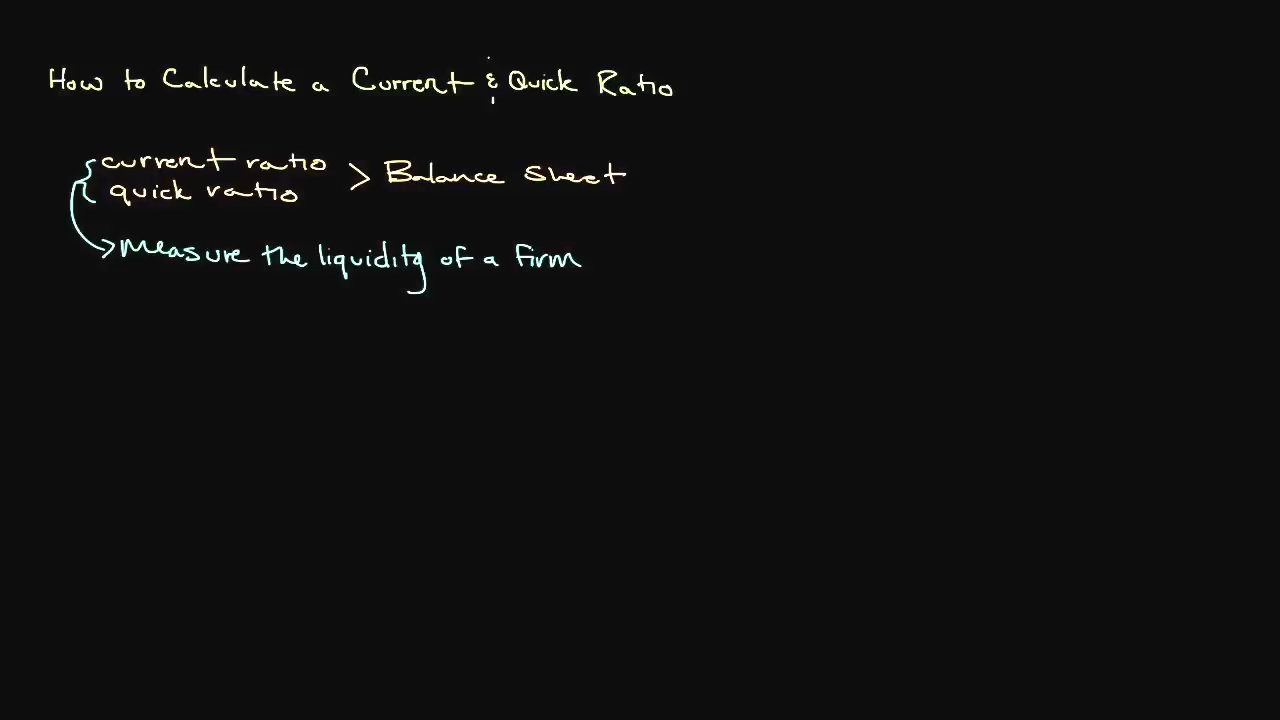 How to Calculate a Current & Quick Ratio
current ratio
quick ratio
> Balance sheet
measure the liquidity of a firm